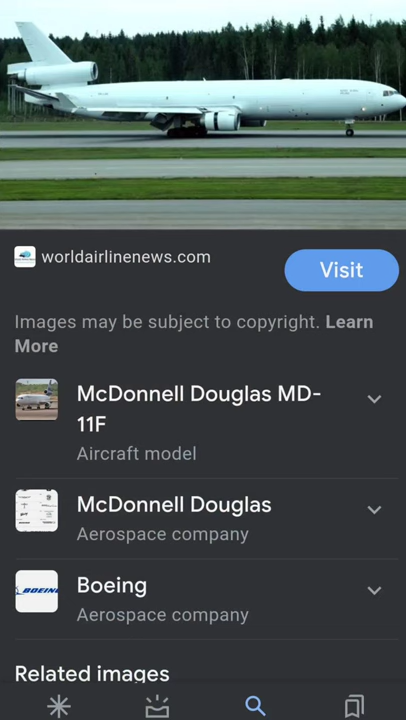 worldairlinenews.com
Visit
Images may be subject to copyright. Learn
More
McDonnell Douglas MD-
11F
Aircraft model
McDonnell Douglas
Aerospace company
BOEING
Boeing
Aerospace company
Related images